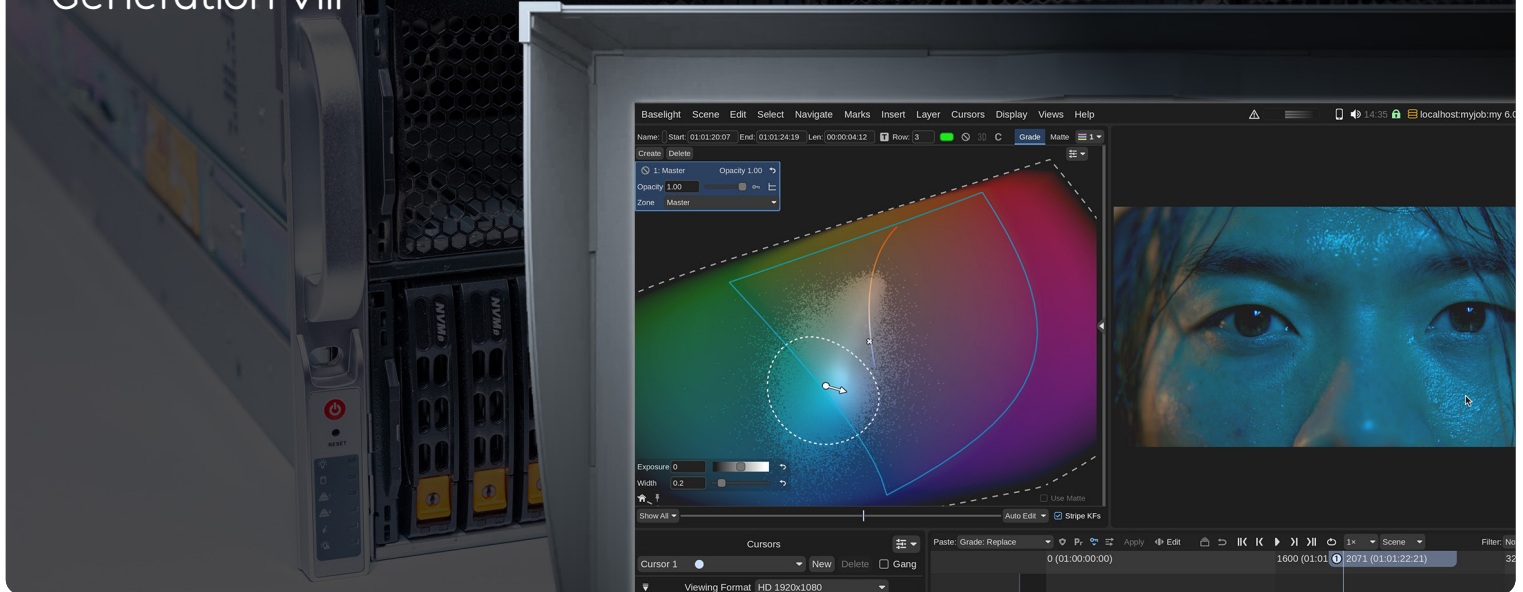 Generation VIII
NVMe
NVMe
RESET
Baselight Scene Edit Select Navigate Marks Insert Layer Cursors Display Views Help
14:35 localhost:myjob:my 6.0
Name: Start: 01:01:20:07 End: 01:01:24:19 Len: 00:00:04:12 T Row: 3 3D C Grade Matte 1
Create Delete
1: Master Opacity 1.00
Opacity 1.00
Zone Master
Exposure 0
Width 0.2
Use Matte
Show All Auto Edit Stripe KFs
Cursors
Cursor 1 New Delete Gang
Viewing Format HD 1920x1080
Paste: Grade: Replace Apply Edit 1× Scene Filter: No
0 (01:00:00:00) 1600 (01:01 1 2071 (01:01:22:21) 32